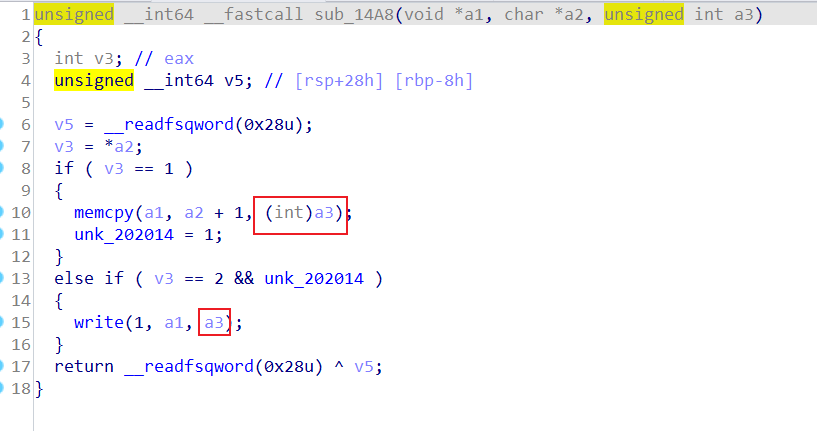 1 unsigned __int64 __fastcall sub_14A8(void *a1, char *a2, unsigned int a3)
2 {
3 int v3; // eax
4 unsigned __int64 v5; // [rsp+28h] [rbp-8h]
5
6 v5 = __readfsqword(0x28u);
7 v3 = *a2;
8 if ( v3 == 1 )
9 {
10 memcpy(a1, a2 + 1, (int)a3);
11 unk_202014 = 1;
12 }
13 else if ( v3 == 2 && unk_202014 )
14 {
15 write(1, a1, a3);
16 }
17 return __readfsqword(0x28u) ^ v5;
18 }